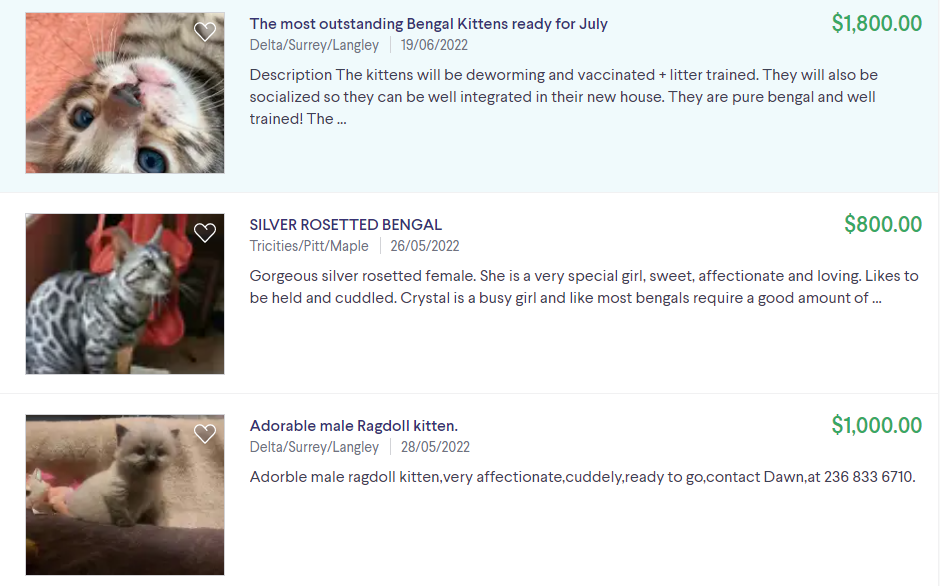 The most outstanding Bengal Kittens ready for July
$1,800.00
Delta/Surrey/Langley 19/06/2022
Description The kittens will be deworming and vaccinated + litter trained. They will also be
socialized so they can be well integrated in their new house. They are pure bengal and well
trained! The ...
SILVER ROSETTED BENGAL
$800.00
Tricities/Pitt/Maple 26/05/2022
Gorgeous silver rosetted female. She is a very special girl, sweet, affectionate and loving. Likes to
be held and cuddled. Crystal is a busy girl and like most bengals require a good amount of ...
Adorable male Ragdoll kitten.
$1,000.00
Delta/Surrey/Langley 28/05/2022
Adorble male ragdoll kitten,very affectionate,cuddely,ready to go,contact Dawn,at 236 833 6710.